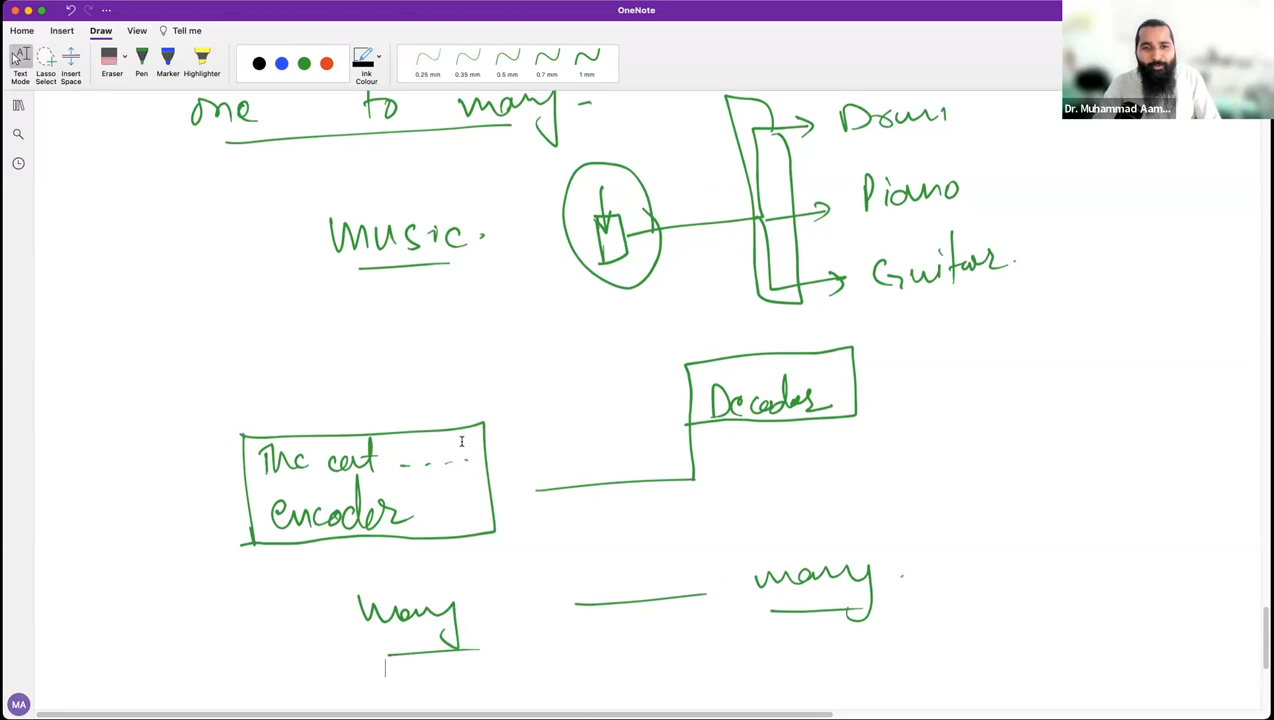 OneNote
Home Insert Draw View Tell me
Text Mode
Lasso Select
Insert Space
Eraser
Pen
Marker
Highlighter
Ink Colour
0.25 mm 0.35 mm 0.5 mm 0.7 mm 1 mm
Dr. Muhammad Aam...
one to many -
Drum
Piano
music.
Guitar.
Decoder
The cat - - - -
encoder
many
many
MA